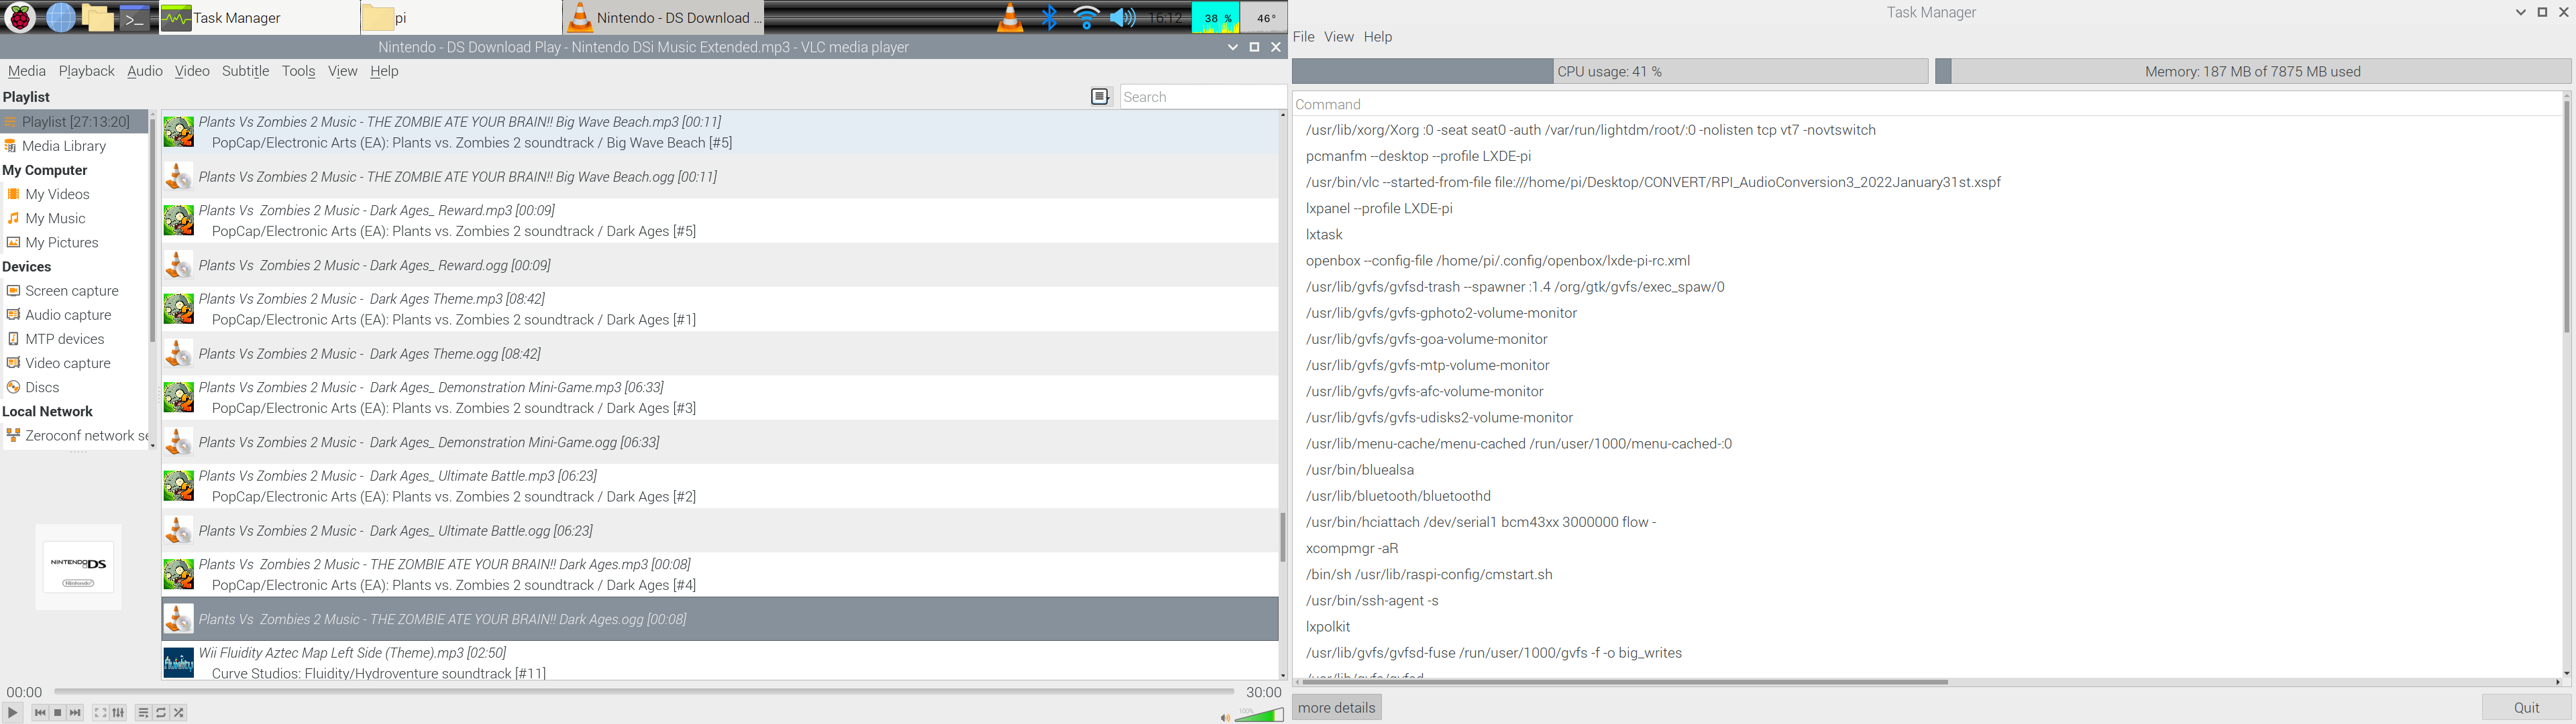 Task Manager
pi
Nintendo - DS Download ...
16:12
38 %
46°
Nintendo - DS Download Play - Nintendo DSi Music Extended.mp3 - VLC media player
Media Playback Audio Video Subtitle Tools View Help
Playlist
Search
Playlist [27:13:20]
Media Library
My Computer
My Videos
My Music
My Pictures
Devices
Screen capture
Audio capture
MTP devices
Video capture
Discs
Local Network
Zeroconf network se
NINTENDO DS
Nintendo
Plants Vs Zombies 2 Music - THE ZOMBIE ATE YOUR BRAIN!! Big Wave Beach.mp3 [00:11]
PopCap/Electronic Arts (EA): Plants vs. Zombies 2 soundtrack / Big Wave Beach [#5]
Plants Vs Zombies 2 Music - THE ZOMBIE ATE YOUR BRAIN!! Big Wave Beach.ogg [00:11]
Plants Vs  Zombies 2 Music - Dark Ages_ Reward.mp3 [00:09]
PopCap/Electronic Arts (EA): Plants vs. Zombies 2 soundtrack / Dark Ages [#5]
Plants Vs  Zombies 2 Music - Dark Ages_ Reward.ogg [00:09]
Plants Vs Zombies 2 Music -  Dark Ages Theme.mp3 [08:42]
PopCap/Electronic Arts (EA): Plants vs. Zombies 2 soundtrack / Dark Ages [#1]
Plants Vs Zombies 2 Music -  Dark Ages Theme.ogg [08:42]
Plants Vs Zombies 2 Music -  Dark Ages_ Demonstration Mini-Game.mp3 [06:33]
PopCap/Electronic Arts (EA): Plants vs. Zombies 2 soundtrack / Dark Ages [#3]
Plants Vs Zombies 2 Music -  Dark Ages_ Demonstration Mini-Game.ogg [06:33]
Plants Vs Zombies 2 Music -  Dark Ages_ Ultimate Battle.mp3 [06:23]
PopCap/Electronic Arts (EA): Plants vs. Zombies 2 soundtrack / Dark Ages [#2]
Plants Vs Zombies 2 Music -  Dark Ages_ Ultimate Battle.ogg [06:23]
Plants Vs  Zombies 2 Music - THE ZOMBIE ATE YOUR BRAIN!! Dark Ages.mp3 [00:08]
PopCap/Electronic Arts (EA): Plants vs. Zombies 2 soundtrack / Dark Ages [#4]
Plants Vs  Zombies 2 Music - THE ZOMBIE ATE YOUR BRAIN!! Dark Ages.ogg [00:08]
Wii Fluidity Aztec Map Left Side (Theme).mp3 [02:50]
Curve Studios: Fluidity/Hydroventure soundtrack [#11]
00:00
30:00
100%
Task Manager
File View Help
CPU usage: 41 %
Memory: 187 MB of 7875 MB used
Command
/usr/lib/xorg/Xorg :0 -seat seat0 -auth /var/run/lightdm/root/:0 -nolisten tcp vt7 -novtswitch
pcmanfm --desktop --profile LXDE-pi
/usr/bin/vlc --started-from-file file:///home/pi/Desktop/CONVERT/RPI_AudioConversion3_2022January31st.xspf
lxpanel --profile LXDE-pi
lxtask
openbox --config-file /home/pi/.config/openbox/lxde-pi-rc.xml
/usr/lib/gvfs/gvfsd-trash --spawner :1.4 /org/gtk/gvfs/exec_spaw/0
/usr/lib/gvfs/gvfs-gphoto2-volume-monitor
/usr/lib/gvfs/gvfs-goa-volume-monitor
/usr/lib/gvfs/gvfs-mtp-volume-monitor
/usr/lib/gvfs/gvfs-afc-volume-monitor
/usr/lib/gvfs/gvfs-udisks2-volume-monitor
/usr/lib/menu-cache/menu-cached /run/user/1000/menu-cached-:0
/usr/bin/bluealsa
/usr/lib/bluetooth/bluetoothd
/usr/bin/hciattach /dev/serial1 bcm43xx 3000000 flow -
xcompmgr -aR
/bin/sh /usr/lib/raspi-config/cmstart.sh
/usr/bin/ssh-agent -s
lxpolkit
/usr/lib/gvfs/gvfsd-fuse /run/user/1000/gvfs -f -o big_writes
/usr/lib/gvfs/gvfsd
more details
Quit